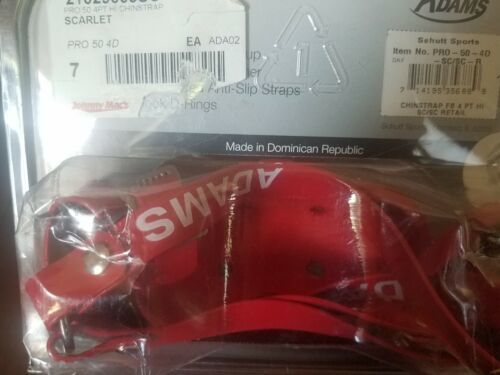 PRO 50 4PT HI CHINSTRAP
SCARLET
PRO 50 4D
EA ADA02
7
Johnny Mac's
Anti-Slip Straps
D-Rings
1
ADAMS
Schutt Sports
Item No. PRO-50-4D
-SC/SC-R
CHINSTRAP FB 4 PT HI
SC/SC RETAIL
Made in Dominican Republic
ADAMS